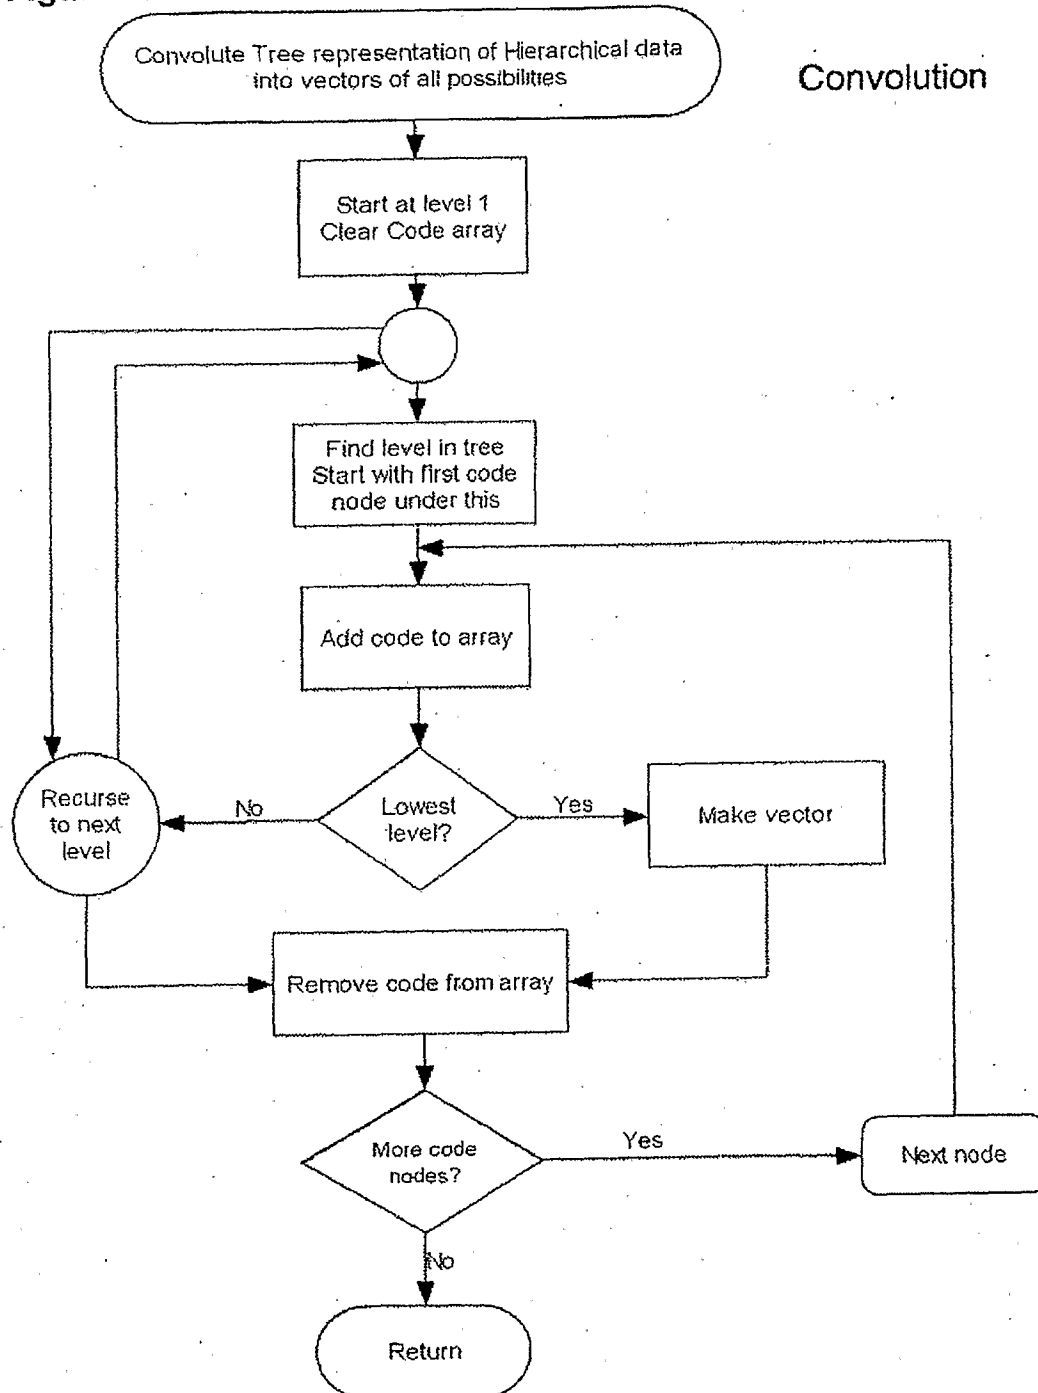 Convolute Tree representation of Hierarchical data
into vectors of all possibilities
Convolution
Start at level 1
Clear Code array
Find level in tree
Start with first code
node under this
Add code to array
Recurse
to next
level
No
Lowest
level?
Yes
Make vector
Remove code from array
More code
nodes?
Yes
Next node
No
Return